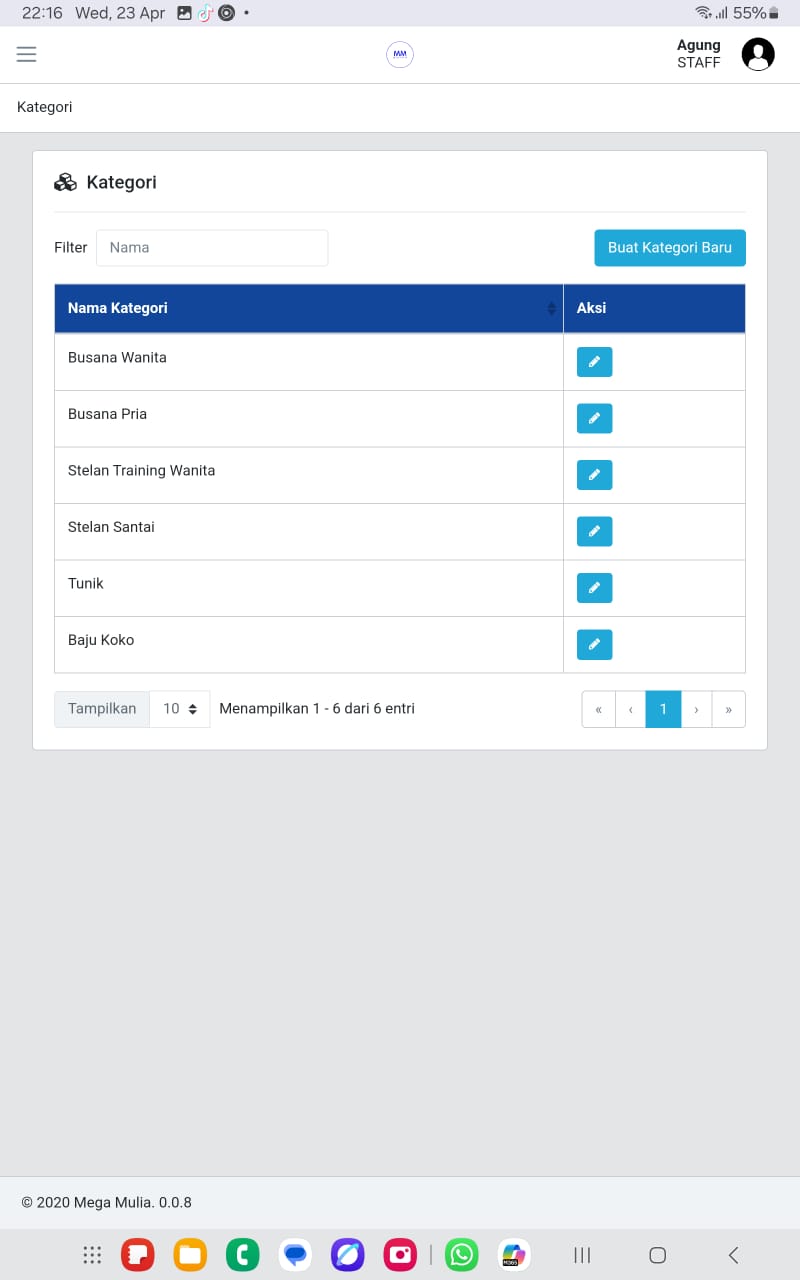 22:16 Wed, 23 Apr
55%
MM
Agung
STAFF
Kategori
Kategori
Filter Nama Buat Kategori Baru
Nama Kategori Aksi
Busana Wanita
Busana Pria
Stelan Training Wanita
Stelan Santai
Tunik
Baju Koko
Tampilkan 10 Menampilkan 1 - 6 dari 6 entri « ‹ 1 › »
© 2020 Mega Mulia. 0.0.8
M365